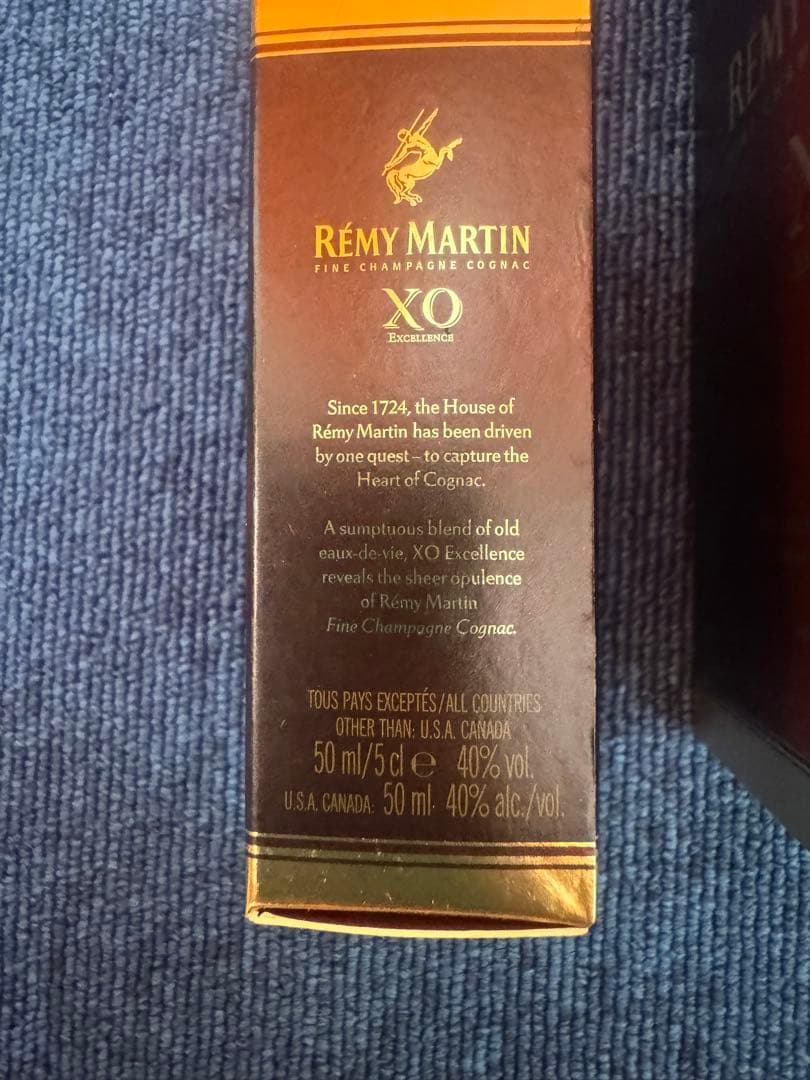 RÉMY MARTIN
FINE CHAMPAGNE COGNAC
XO
EXCELLENCE
Since 1724, the House of
Rémy Martin has been driven
by one quest – to capture the
Heart of Cognac.
A sumptuous blend of old
eaux-de-vie, XO Excellence
reveals the sheer opulence
of Rémy Martin
Fine Champagne Cognac.
TOUS PAYS EXCEPTÉS/ALL COUNTRIES
OTHER THAN: U.S.A. CANADA
50 ml/5 cl ℮ 40% vol.
U.S.A. CANADA: 50 ml· 40% alc./vol.